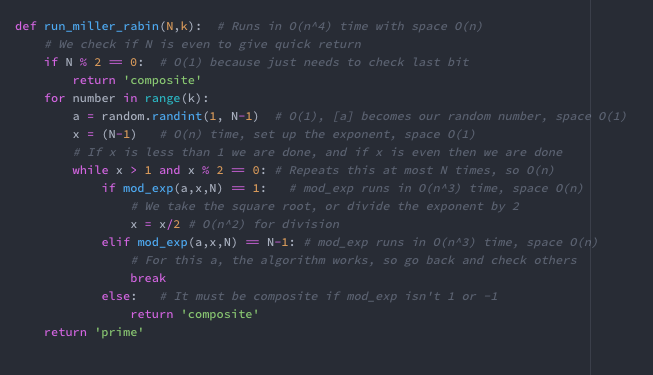 def run_miller_rabin(N,k):  # Runs in O(n^4) time with space O(n)
    # We check if N is even to give quick return
    if N % 2 == 0:  # O(1) because just needs to check last bit
        return 'composite'
    for number in range(k):
        a = random.randint(1, N-1)  # O(1), [a] becomes our random number, space O(1)
        x = (N-1)   # O(n) time, set up the exponent, space O(1)
        # If x is less than 1 we are done, and if x is even then we are done
        while x > 1 and x % 2 == 0: # Repeats this at most N times, so O(n)
            if mod_exp(a,x,N) == 1:   # mod_exp runs in O(n^3) time, space O(n)
                # We take the square root, or divide the exponent by 2
                x = x/2 # O(n^2) for division
            elif mod_exp(a,x,N) == N-1: # mod_exp runs in O(n^3) time, space O(n)
                # For this a, the algorithm works, so go back and check others
                break
            else:   # It must be composite if mod_exp isn't 1 or -1
                return 'composite'
    return 'prime'